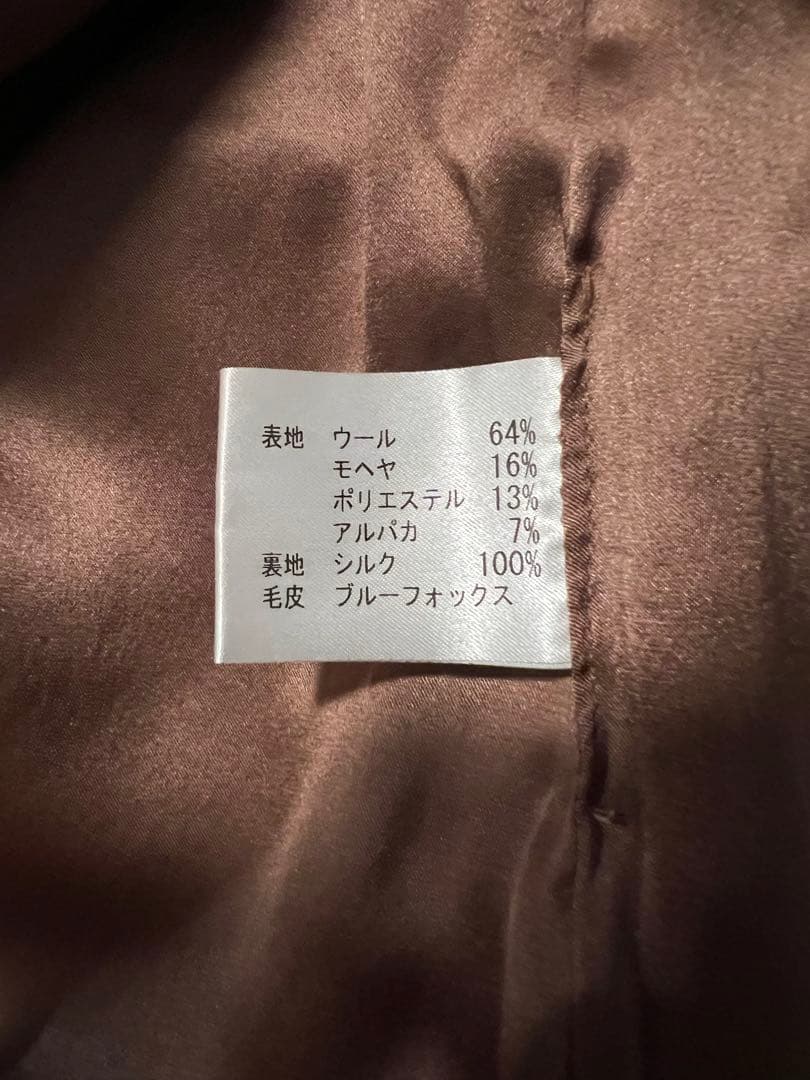 表地 ウール 64%
モヘヤ 16%
ポリエステル 13%
アルパカ 7%
裏地 シルク 100%
毛皮 ブルーフォックス